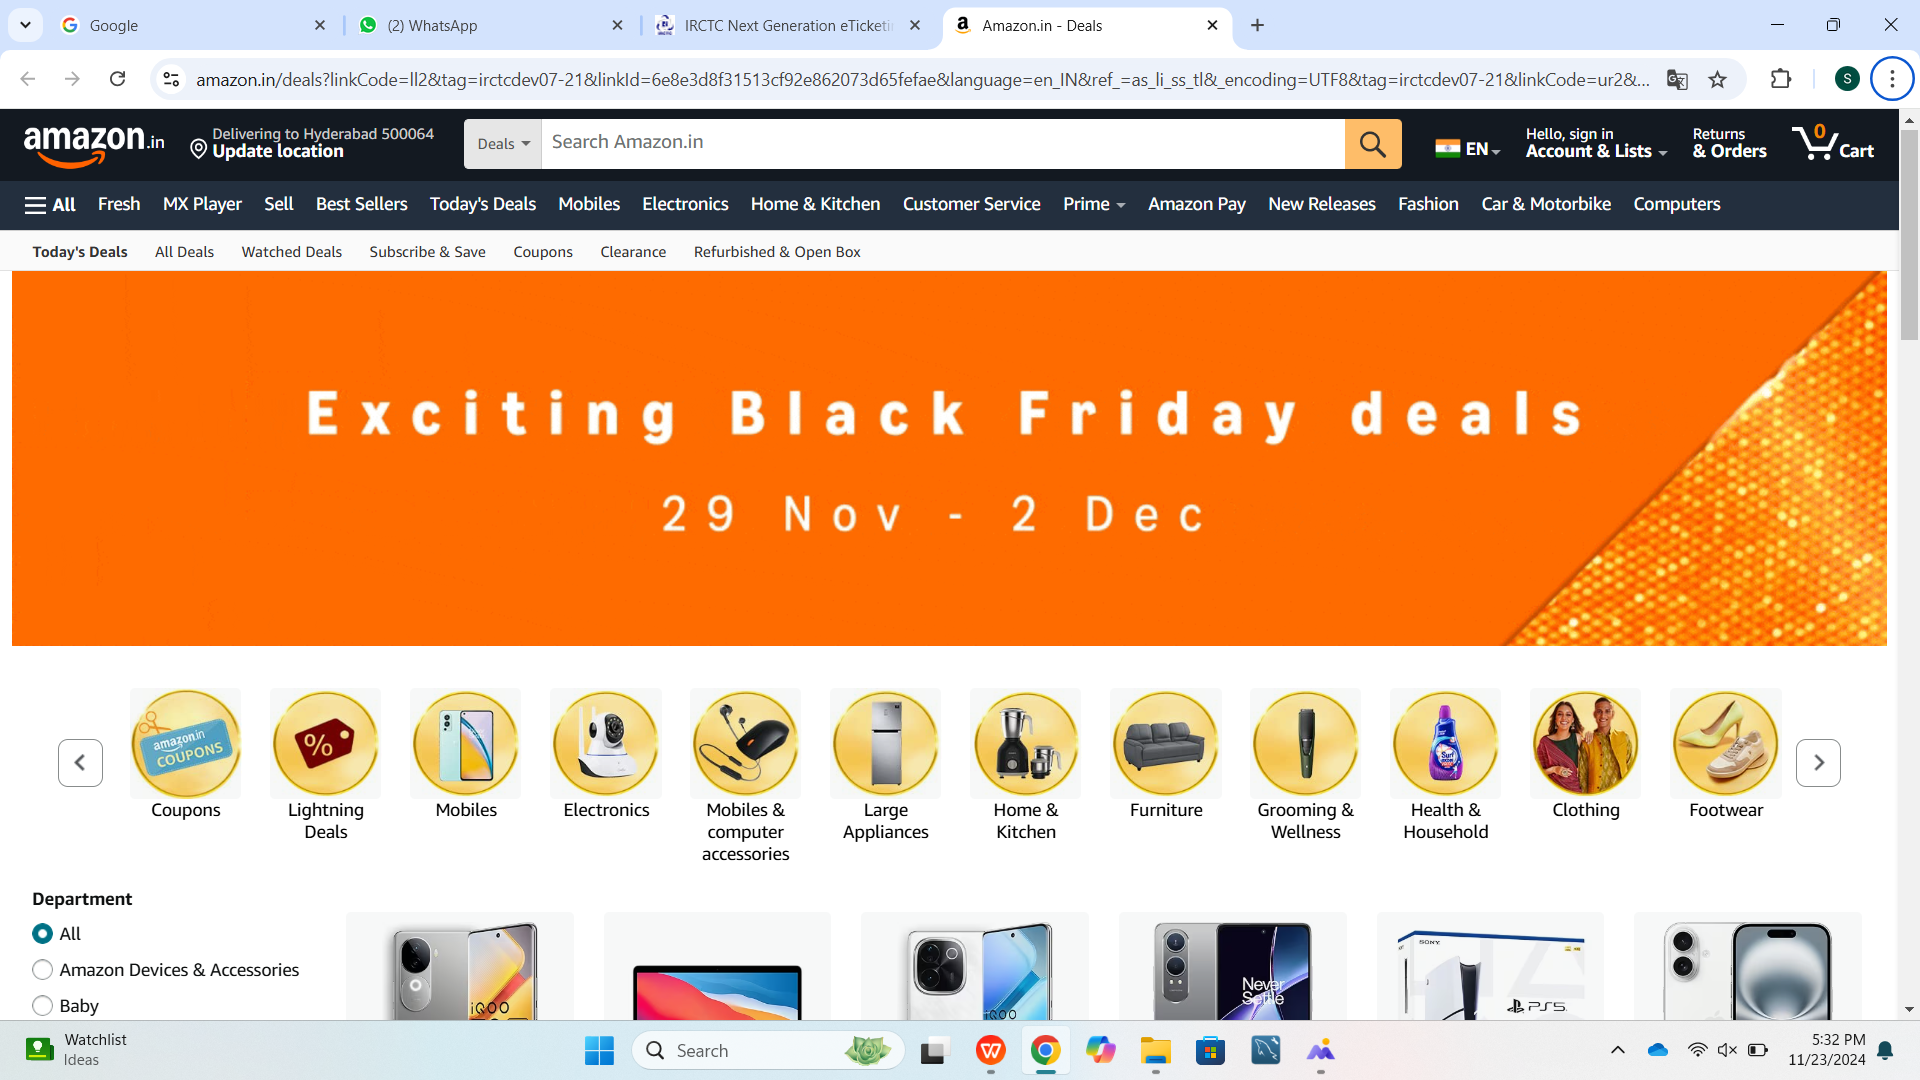 Google
(2) WhatsApp
IRCTC Next Generation eTicketi
Amazon.in - Deals
amazon.in/deals?linkCode=ll2&tag=irctcdev07-21&linkId=6e8e3d8f31513cf92e862073d65fefae&language=en_IN&ref_=as_li_ss_tl&_encoding=UTF8&tag=irctcdev07-21&linkCode=ur2&...
S
amazon.in
Delivering to Hyderabad 500064
Update location
Deals
Search Amazon.in
EN
Hello, sign in
Account & Lists
Returns
& Orders
0
Cart
All
Fresh
MX Player
Sell
Best Sellers
Today's Deals
Mobiles
Electronics
Home & Kitchen
Customer Service
Prime
Amazon Pay
New Releases
Fashion
Car & Motorbike
Computers
Today's Deals
All Deals
Watched Deals
Subscribe & Save
Coupons
Clearance
Refurbished & Open Box
Exciting Black Friday deals
29 Nov - 2 Dec
amazon.in
COUPONS
%
Surf
Coupons
Lightning
Deals
Mobiles
Electronics
Mobiles &
computer
accessories
Large
Appliances
Home &
Kitchen
Furniture
Grooming &
Wellness
Health &
Household
Clothing
Footwear
Department
All
Amazon Devices & Accessories
Baby
iQOO
iQOO
Never
Settle
SONY
PS5
Watchlist
Ideas
Search
5:32 PM
11/23/2024